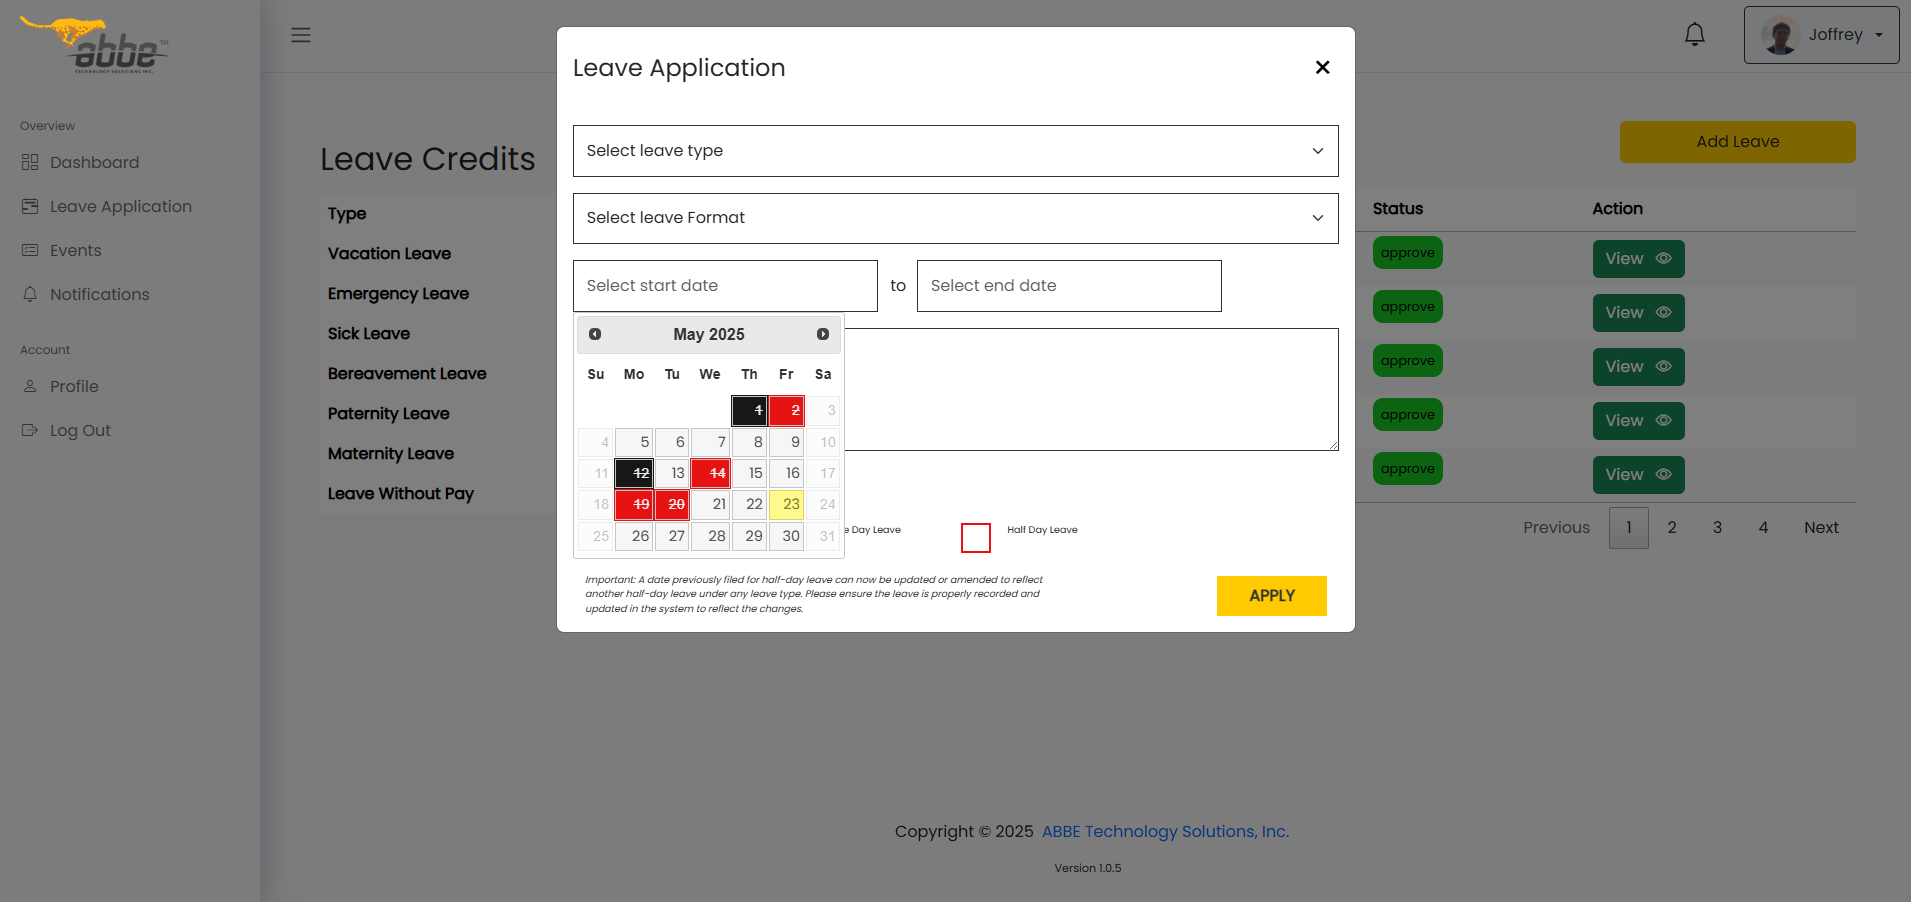 abbe™
TECHNOLOGY SOLUTIONS INC.
Joffrey
Overview
Dashboard
Leave Application
Events
Notifications
Account
Profile
Log Out
Leave Credits
Type
Vacation Leave
Emergency Leave
Sick Leave
Bereavement Leave
Paternity Leave
Maternity Leave
Leave Without Pay
Leave Application
Select leave type
Select leave Format
Select start date to Select end date
May 2025
Su Mo Tu We Th Fr Sa
1 2 3
4 5 6 7 8 9 10
11 12 13 14 15 16 17
18 19 20 21 22 23 24
25 26 27 28 29 30 31
e Day Leave
Half Day Leave
Important: A date previously filed for half-day leave can now be updated or amended to reflect
another half-day leave under any leave type. Please ensure the leave is properly recorded and
updated in the system to reflect the changes.
APPLY
Add Leave
Status Action
approve View
approve View
approve View
approve View
approve View
Previous 1 2 3 4 Next
Copyright © 2025 ABBE Technology Solutions, Inc.
Version 1.0.5